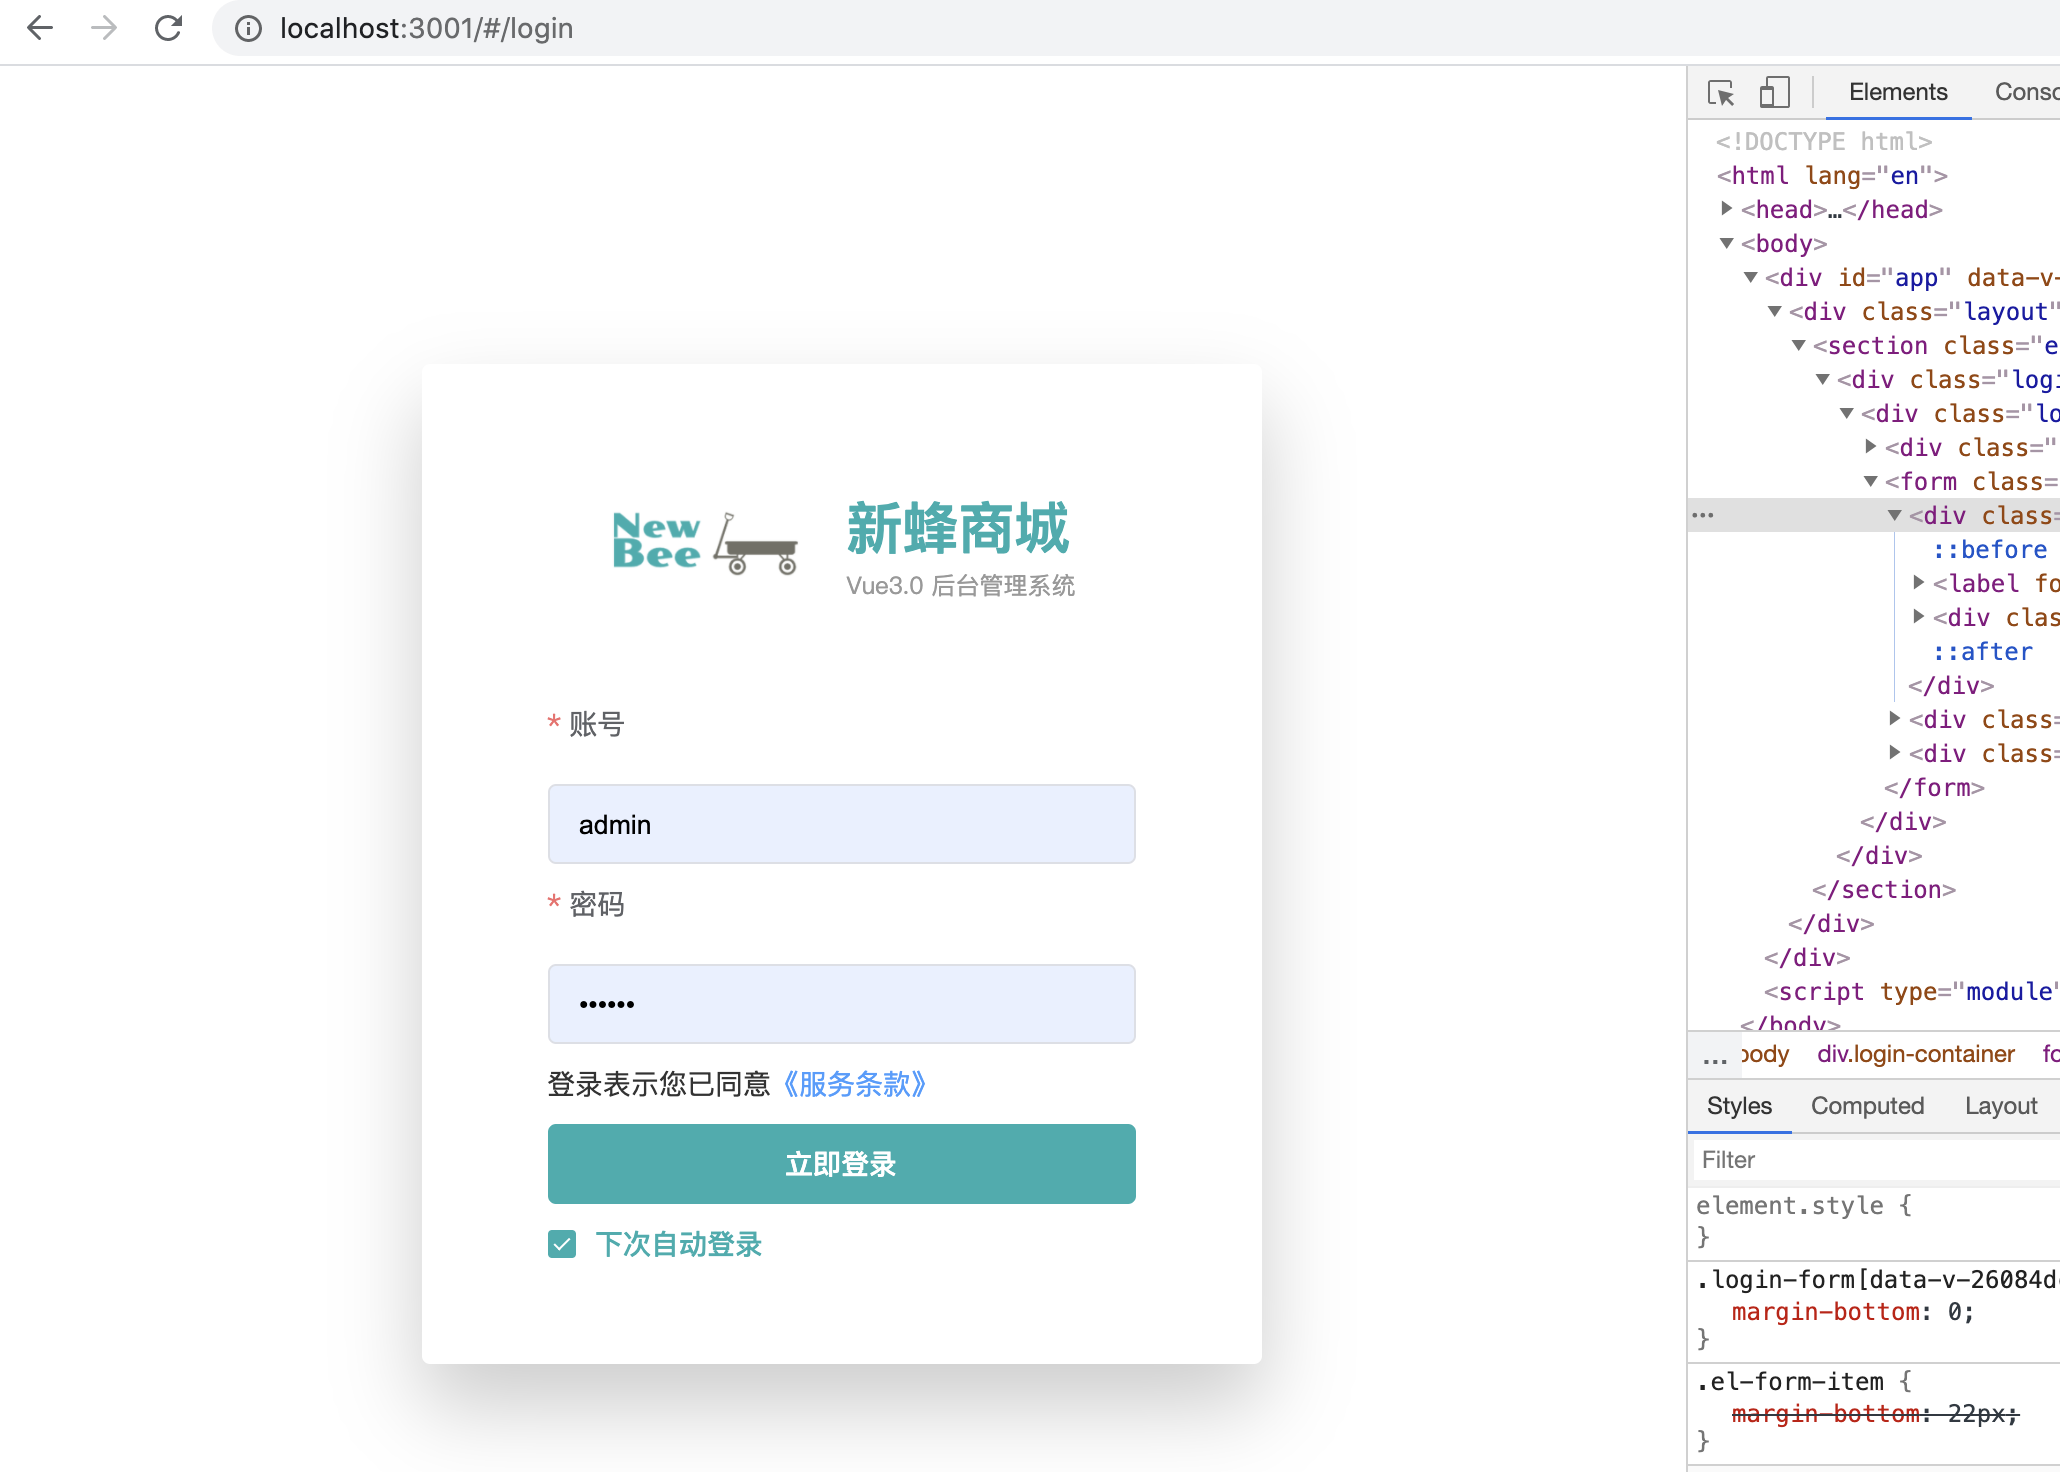 localhost:3001/#/login
New
Bee
新蜂商城
Vue3.0 后台管理系统
* 账号
admin
* 密码
••••••
登录表示您已同意《服务条款》
立即登录
下次自动登录
Elements
<!DOCTYPE html>
<html lang="en">
<head>…</head>
<body>
<div id="app" data-v-
<div class="layout"
<section class="e
<div class="logi
<div class="lo
<div class="
<form class=
<div class=
::before
<label fo
<div clas
::after
</div>
<div class=
<div class=
</form>
</div>
</div>
</section>
</div>
</div>
<script type="module"
</body>
... body div.login-container
Styles Computed Layout
Filter
element.style {
}
.login-form[data-v-26084d
margin-bottom: 0;
}
.el-form-item {
margin-bottom: 22px;
}